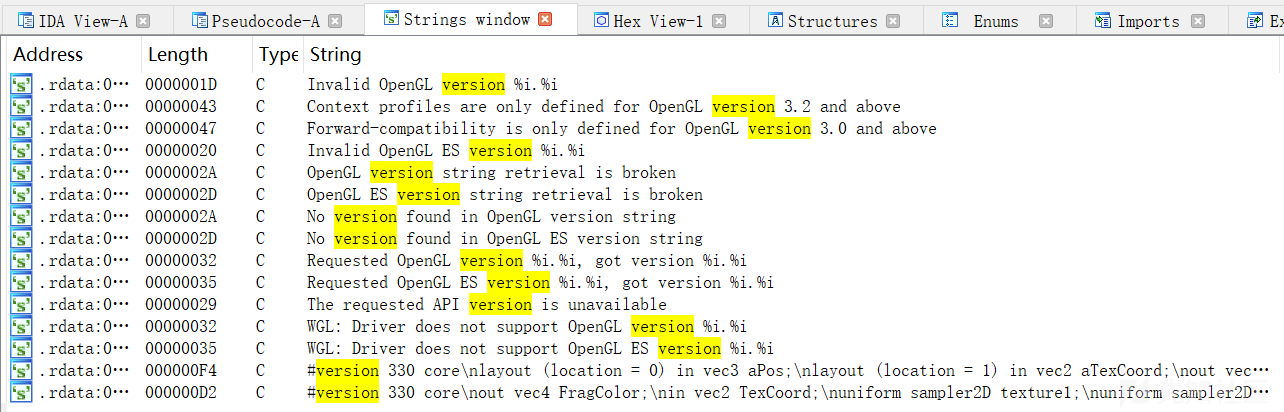 IDA View-A Pseudocode-A Strings window Hex View-1 Structures Enums Imports Ex
Address Length Type String
's' .rdata:0… 0000001D C Invalid OpenGL version %i.%i
's' .rdata:0… 00000043 C Context profiles are only defined for OpenGL version 3.2 and above
's' .rdata:0… 00000047 C Forward-compatibility is only defined for OpenGL version 3.0 and above
's' .rdata:0… 00000020 C Invalid OpenGL ES version %i.%i
's' .rdata:0… 0000002A C OpenGL version string retrieval is broken
's' .rdata:0… 0000002D C OpenGL ES version string retrieval is broken
's' .rdata:0… 0000002A C No version found in OpenGL version string
's' .rdata:0… 0000002D C No version found in OpenGL ES version string
's' .rdata:0… 00000032 C Requested OpenGL version %i.%i, got version %i.%i
's' .rdata:0… 00000035 C Requested OpenGL ES version %i.%i, got version %i.%i
's' .rdata:0… 00000029 C The requested API version is unavailable
's' .rdata:0… 00000032 C WGL: Driver does not support OpenGL version %i.%i
's' .rdata:0… 00000035 C WGL: Driver does not support OpenGL ES version %i.%i
's' .rdata:0… 000000F4 C #version 330 core\nlayout (location = 0) in vec3 aPos;\nlayout (location = 1) in vec2 aTexCoord;\nout vec…
's' .rdata:0… 000000D2 C #version 330 core\nout vec4 FragColor;\nin vec2 TexCoord;\nuniform sampler2D texture1;\nuniform sampler2D…